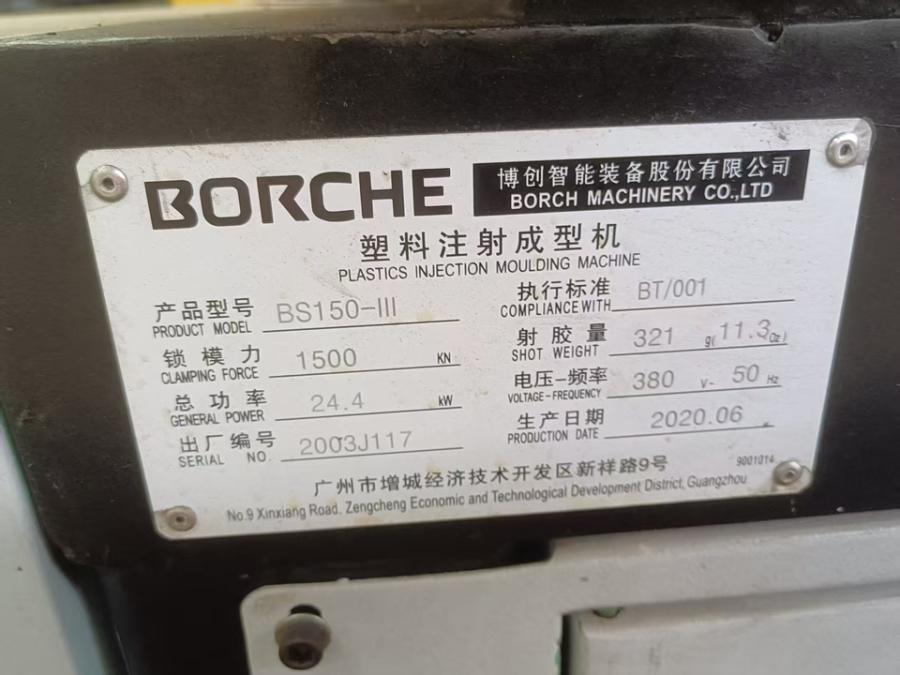 BORCHE 博创智能装备股份有限公司
BORCH MACHINERY CO.,LTD
塑料注射成型机
PLASTICS INJECTION MOULDING MACHINE
产品型号 BS150-III 执行标准 BT/001
PRODUCT MODEL COMPLIANCE WITH
锁模力 1500 KN 射胶量 321 g( 11.3 Oz)
CLAMPING FORCE SHOT WEIGHT
总功率 24.4 kW 电压-频率 380 V- 50 Hz
GENERAL POWER VOLTAGE-FREQUENCY
出厂编号 2003J117 生产日期 2020.06
SERIAL NO. PRODUCTION DATE
广州市增城经济技术开发区新祥路9号 9001014
No.9 Xinxiang Road. Zengcheng Economic and Technological Development District, Guangzhou